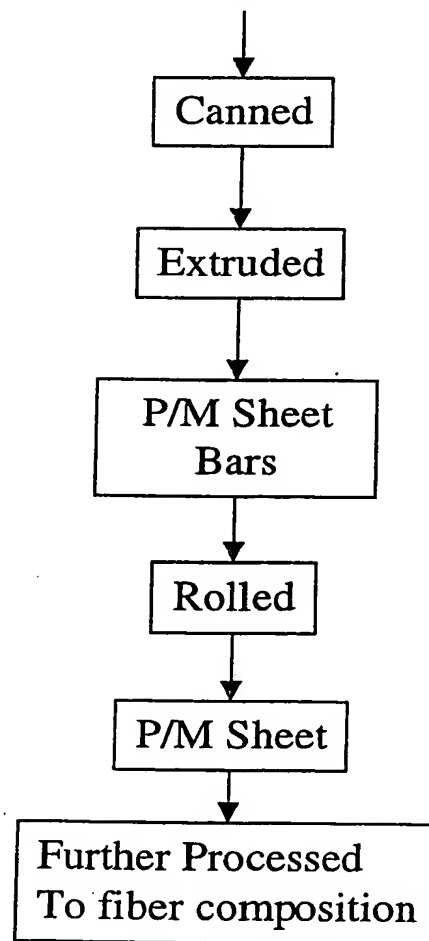 Canned
Extruded
P/M Sheet
Bars
Rolled
P/M Sheet
Further Processed
To fiber composition